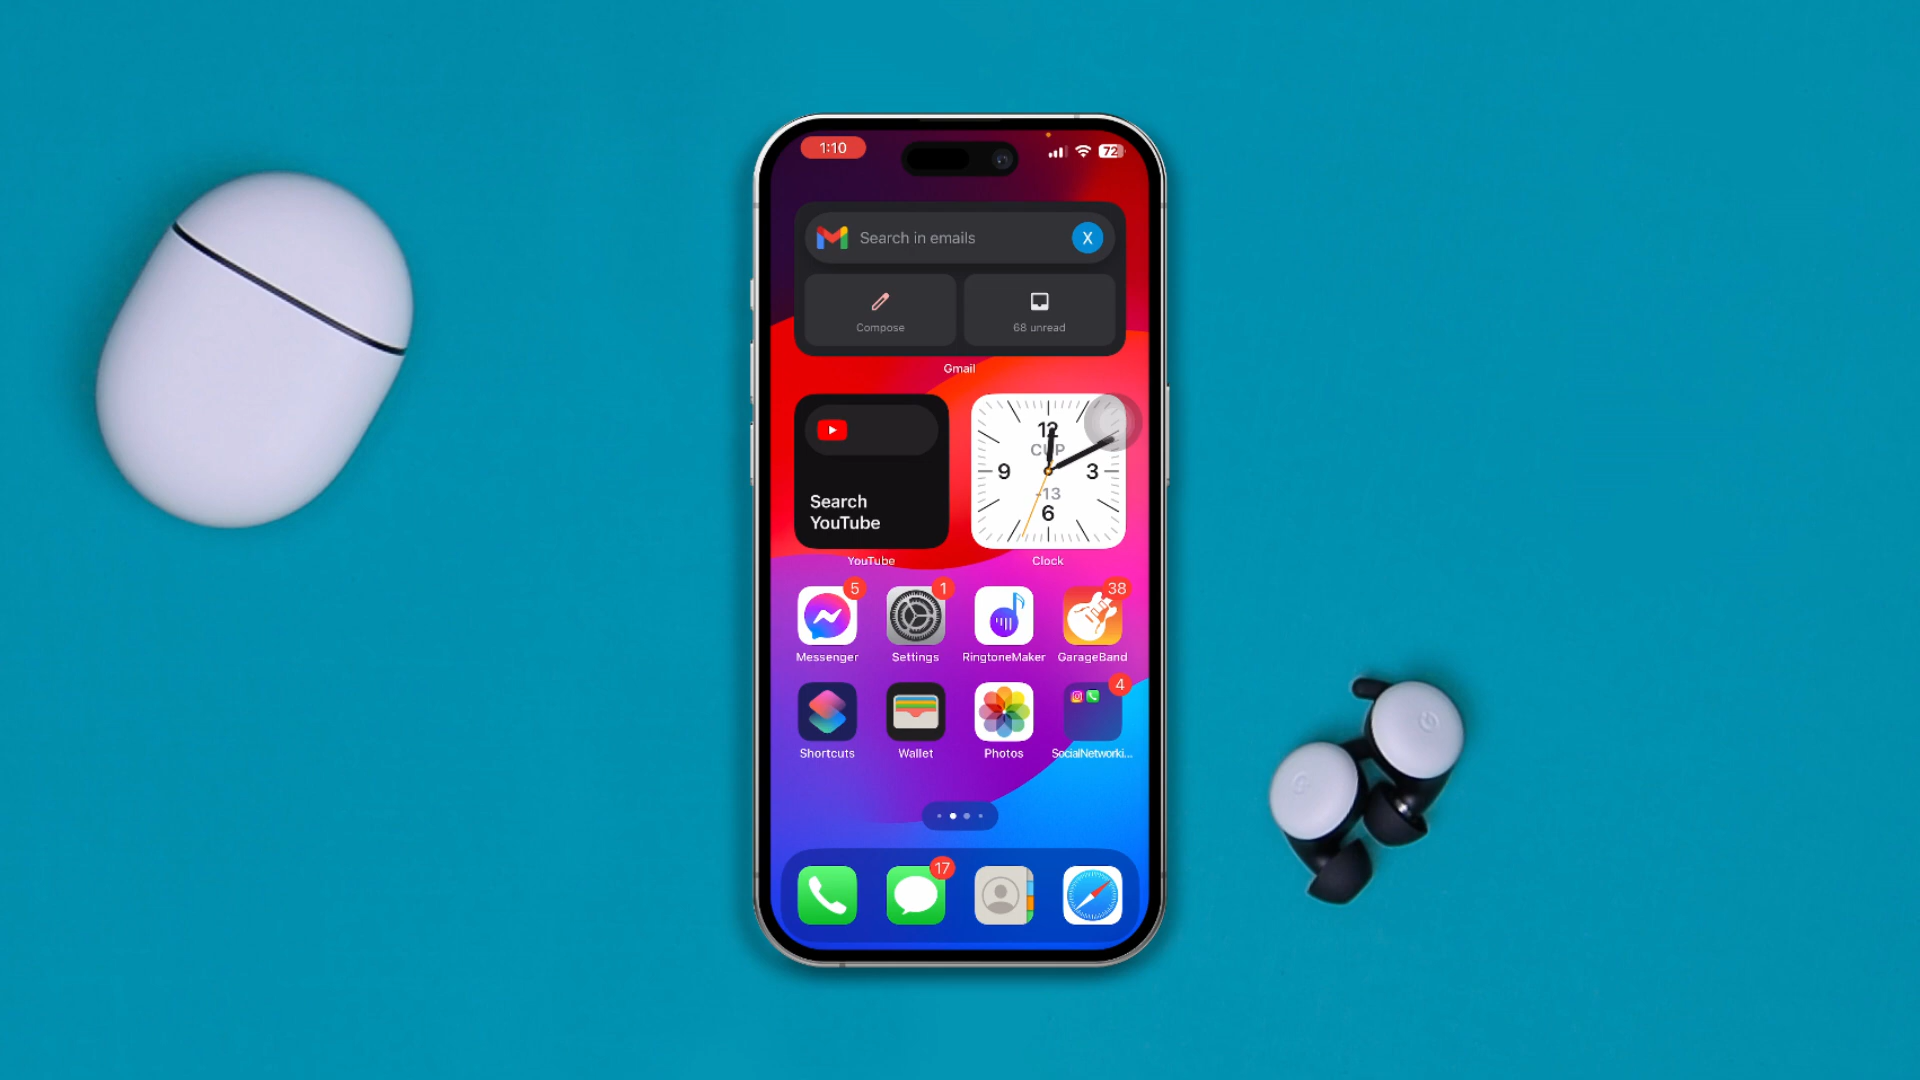 1:10
72
Search in emails
X
Compose
68 unread
Gmail
Search
YouTube
YouTube
12
CUP
9
3
-13
6
Clock
5
1
38
Messenger
Settings
RingtoneMaker
GarageBand
4
Shortcuts
Wallet
Photos
SocialNetworki...
17